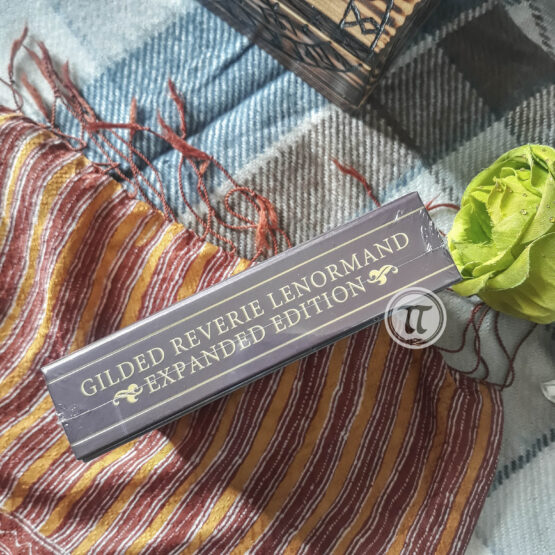 GILDED REVERIE LENORMAND
EXPANDED EDITION
π